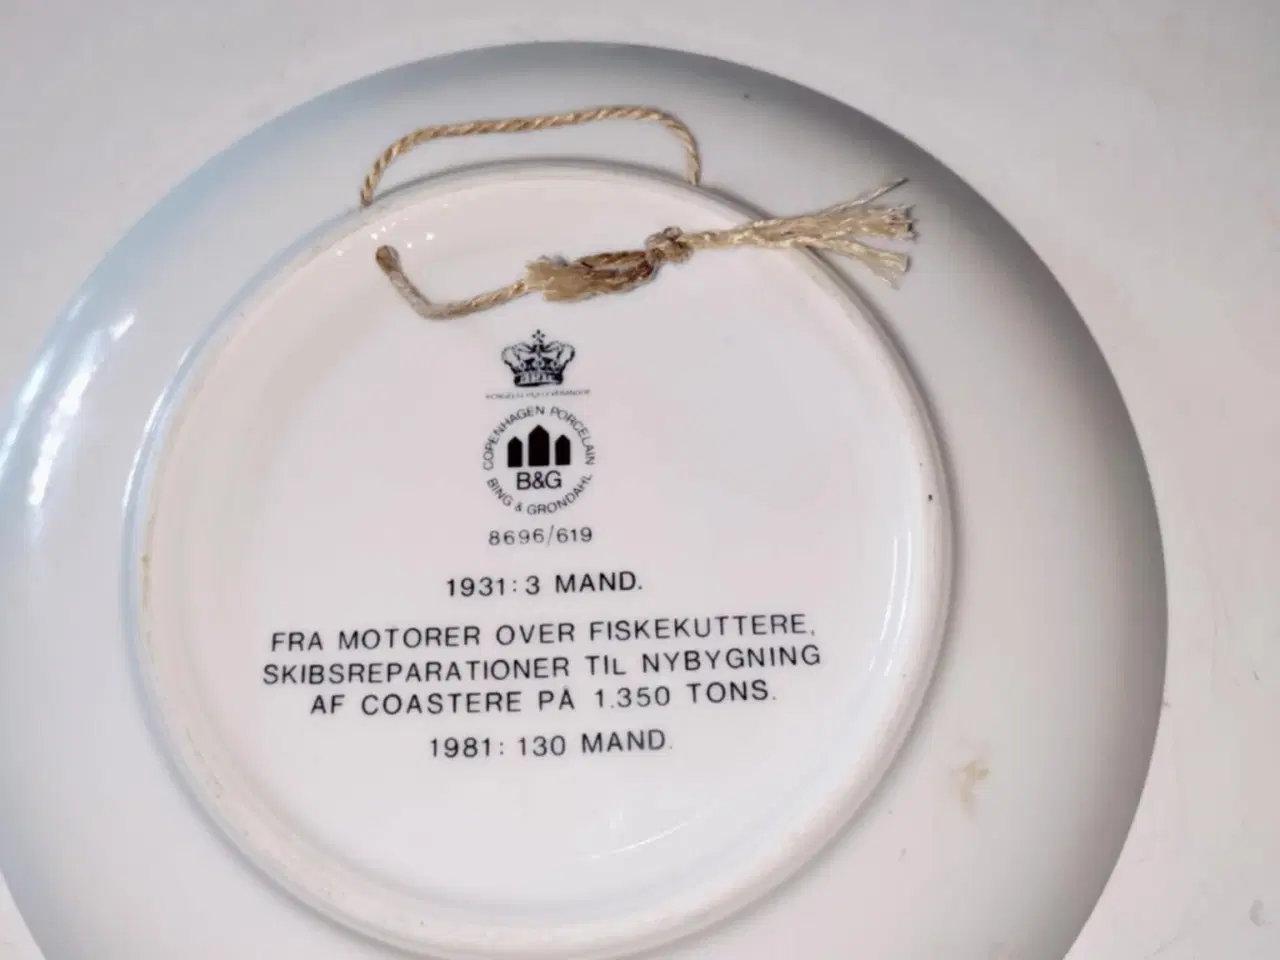 COPENHAGEN PORCELAIN
B&G
BING & GRONDAHL
8696/619
1931: 3 MAND.
FRA MOTORER OVER FISKEKUTTERE,
SKIBSREPARATIONER TIL NYBYGNING
AF COASTERE PÅ 1.350 TONS.
1981: 130 MAND.